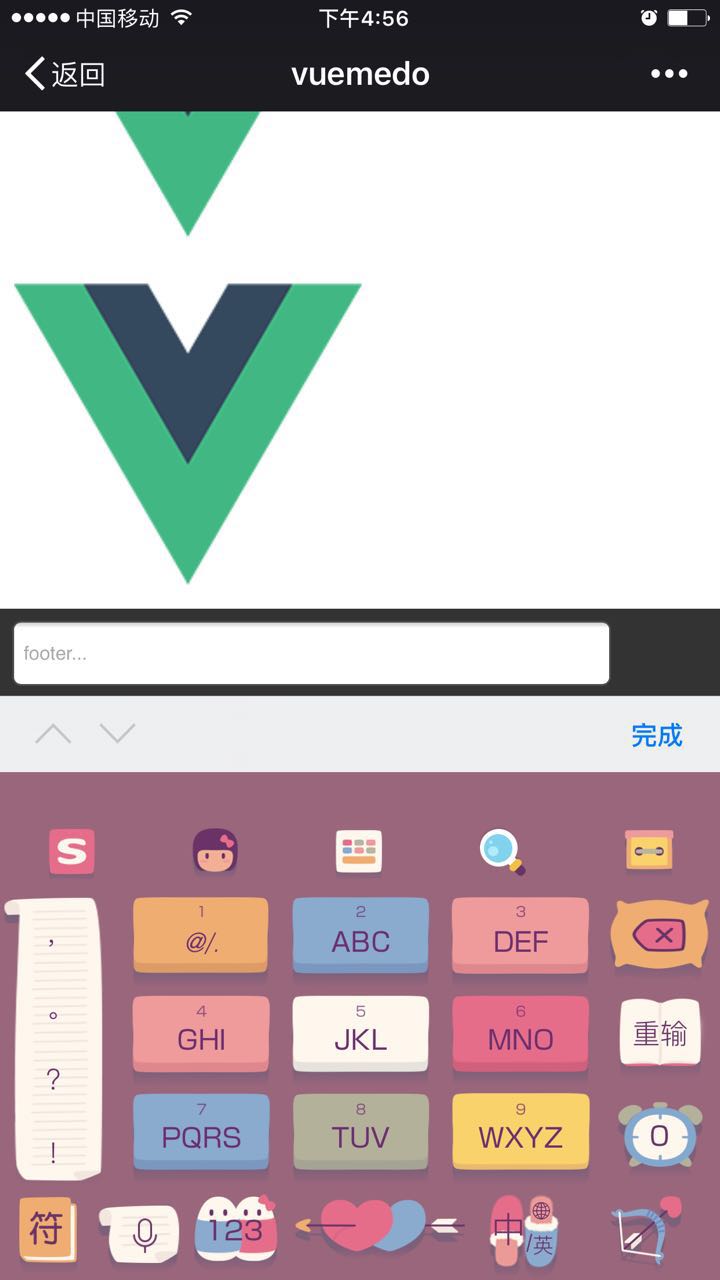 中国移动 下午4:56
返回 vuemedo
footer...
完成
S
1 2 3
, @/. ABC DEF
4 5 6
。 GHI JKL MNO 重输
?
7 8 9
! PQRS TUV WXYZ 0
符 123 中/英